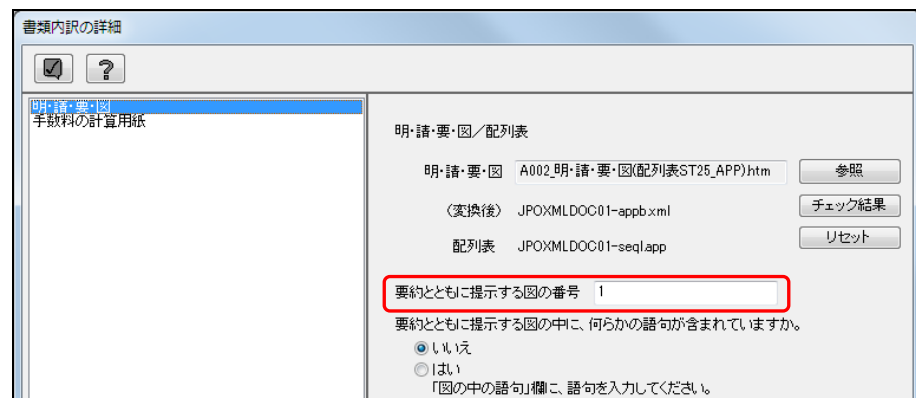 書類内訳の詳細
?
明・請・要・図
手数料の計算用紙
明・請・要・図／配列表
明・請・要・図 A002_明・請・要・図(配列表ST25_APP).htm 参照
（変換後） JPOXMLDOC01-appb.xml チェック結果
配列表 JPOXMLDOC01-seql.app リセット
要約とともに提示する図の番号 1
要約とともに提示する図の中に、何らかの語句が含まれていますか。
いいえ
はい
「図の中の語句」欄に、語句を入力してください。